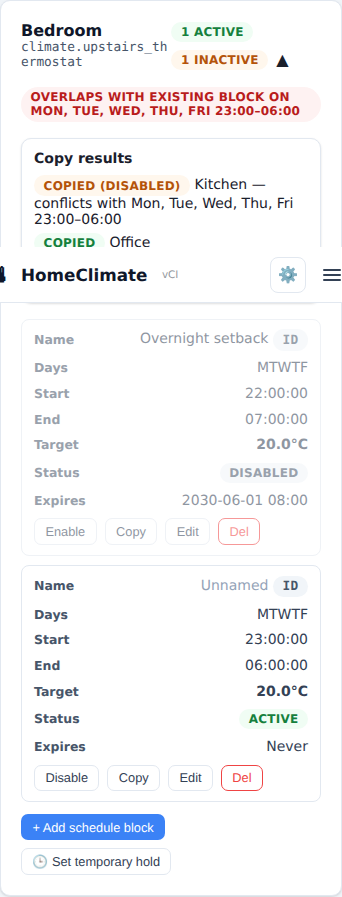 Bedroom
1 ACTIVE
climate.upstairs_th
ermostat
1 INACTIVE ▲
OVERLAPS WITH EXISTING BLOCK ON
MON, TUE, WED, THU, FRI 23:00–06:00
Copy results
COPIED (DISABLED) Kitchen —
conflicts with Mon, Tue, Wed, Thu, Fri
23:00–06:00
COPIED Office
HomeClimate vCI
Name Overnight setback ID
Days MTWTF
Start 22:00:00
End 07:00:00
Target 20.0°C
Status DISABLED
Expires 2030-06-01 08:00
Enable Copy Edit Del
Name Unnamed ID
Days MTWTF
Start 23:00:00
End 06:00:00
Target 20.0°C
Status ACTIVE
Expires Never
Disable Copy Edit Del
+ Add schedule block
🕒 Set temporary hold